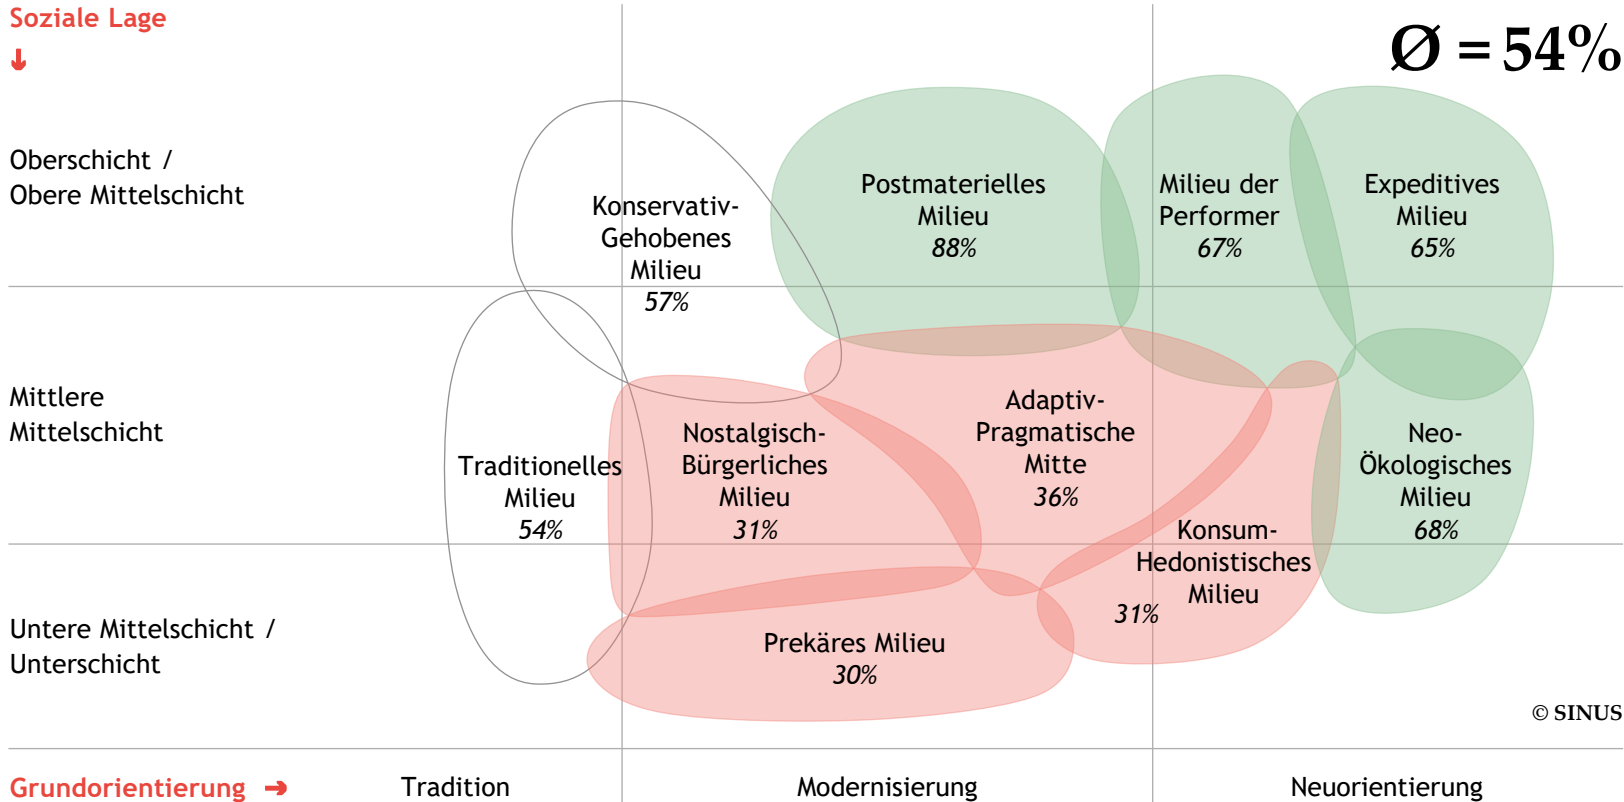 Soziale Lage
↓
Ø = 54%
Oberschicht /
Obere Mittelschicht
Konservativ-
Gehobenes
Milieu
57%
Postmaterielles
Milieu
88%
Milieu der
Performer
67%
Expeditives
Milieu
65%
Mittlere
Mittelschicht
Traditionelles
Milieu
54%
Nostalgisch-
Bürgerliches
Milieu
31%
Adaptiv-
Pragmatische
Mitte
36%
Neo-
Ökologisches
Milieu
68%
Konsum-
Hedonistisches
Milieu
31%
Untere Mittelschicht /
Unterschicht
Prekäres Milieu
30%
© SINUS
Grundorientierung →
Tradition
Modernisierung
Neuorientierung